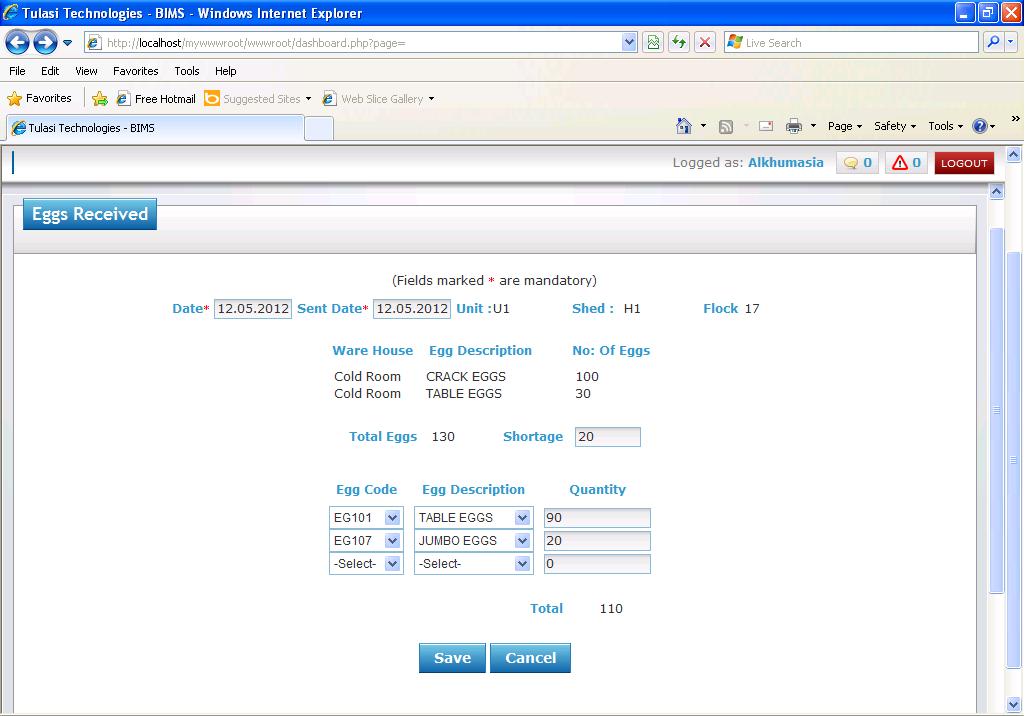 Tulasi Technologies - BIMS - Windows Internet Explorer
http://localhost/mywwwroot/wwwroot/dashboard.php?page=
Live Search
File Edit View Favorites Tools Help
Favorites Free Hotmail Suggested Sites Web Slice Gallery
Tulasi Technologies - BIMS
Page Safety Tools »
Logged as: Alkhumasia 0 0 LOGOUT
Eggs Received
(Fields marked * are mandatory)
Date* 12.05.2012 Sent Date* 12.05.2012 Unit :U1 Shed : H1 Flock 17
Ware House Egg Description No: Of Eggs
Cold Room CRACK EGGS 100
Cold Room TABLE EGGS 30
Total Eggs 130 Shortage 20
Egg Code Egg Description Quantity
EG101 TABLE EGGS 90
EG107 JUMBO EGGS 20
-Select- -Select- 0
Total 110
Save Cancel